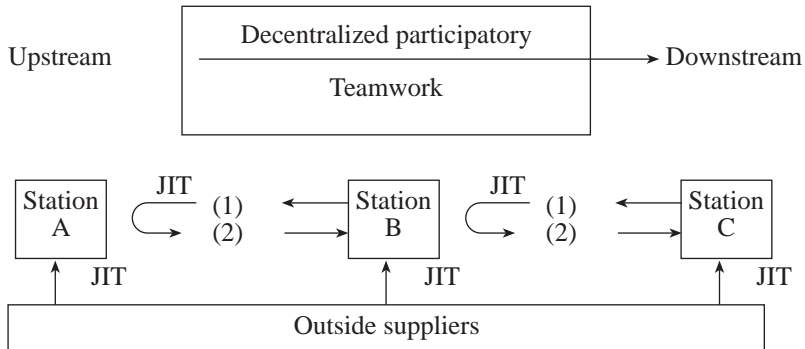 Decentralized participatory
Upstream
Downstream
Teamwork
Station
A
JIT
(1)
(2)
Station
B
JIT
(1)
(2)
Station
C
JIT
JIT
JIT
Outside suppliers